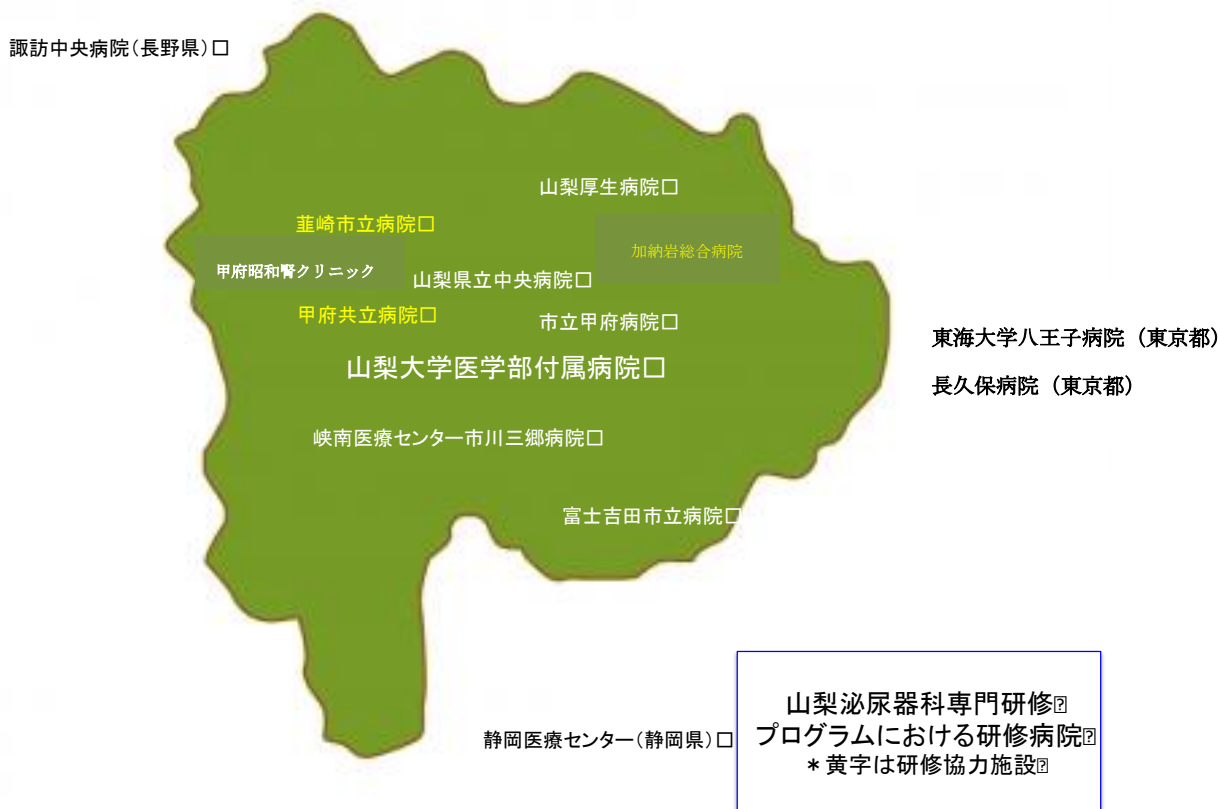 諏訪中央病院(長野県)□
山梨厚生病院□
韮崎市立病院□
加納岩総合病院
甲府昭和腎クリニック
山梨県立中央病院□
甲府共立病院□
市立甲府病院□
東海大学八王子病院（東京都）
山梨大学医学部付属病院□
長久保病院（東京都）
峡南医療センター市川三郷病院□
富士吉田市立病院□
山梨泌尿器科専門研修⍰
プログラムにおける研修病院⍰
＊黄字は研修協力施設⍰
静岡医療センター(静岡県)□